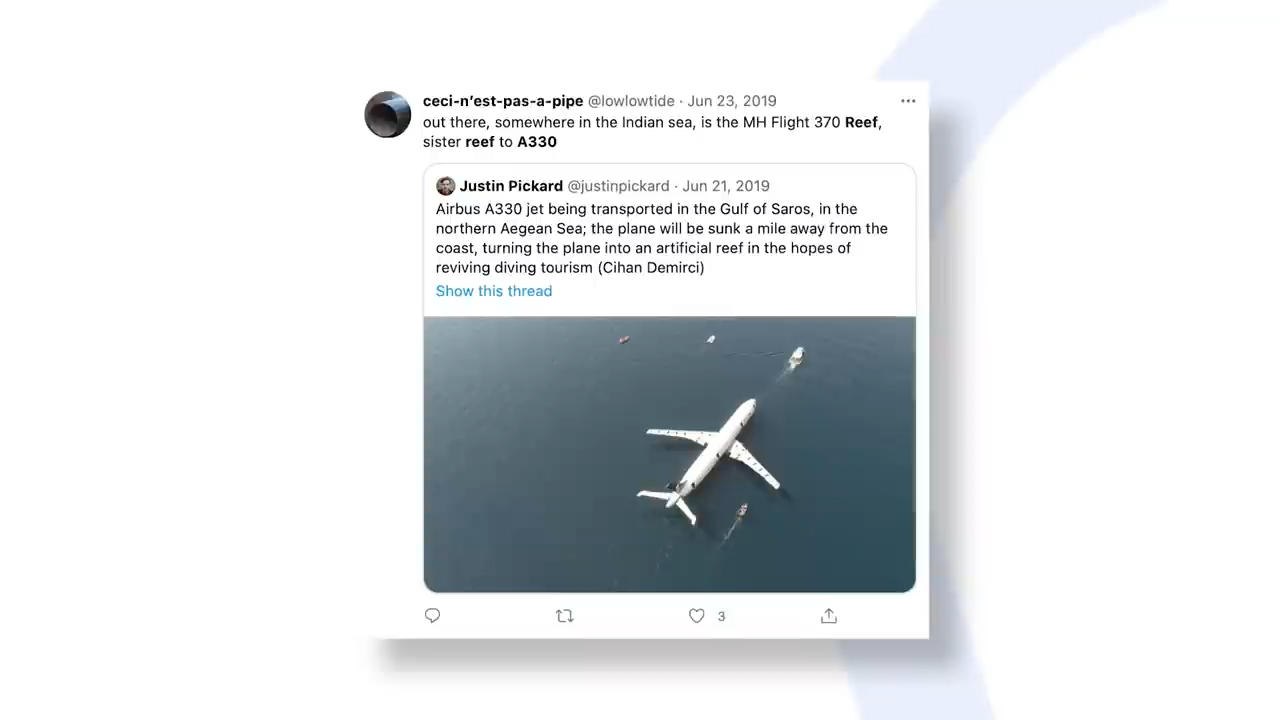 ceci-n'est-pas-a-pipe @lowlowtide · Jun 23, 2019
out there, somewhere in the Indian sea, is the MH Flight 370 Reef,
sister reef to A330
Justin Pickard @justinpickard · Jun 21, 2019
Airbus A330 jet being transported in the Gulf of Saros, in the
northern Aegean Sea; the plane will be sunk a mile away from the
coast, turning the plane into an artificial reef in the hopes of
reviving diving tourism (Cihan Demirci)
Show this thread
3